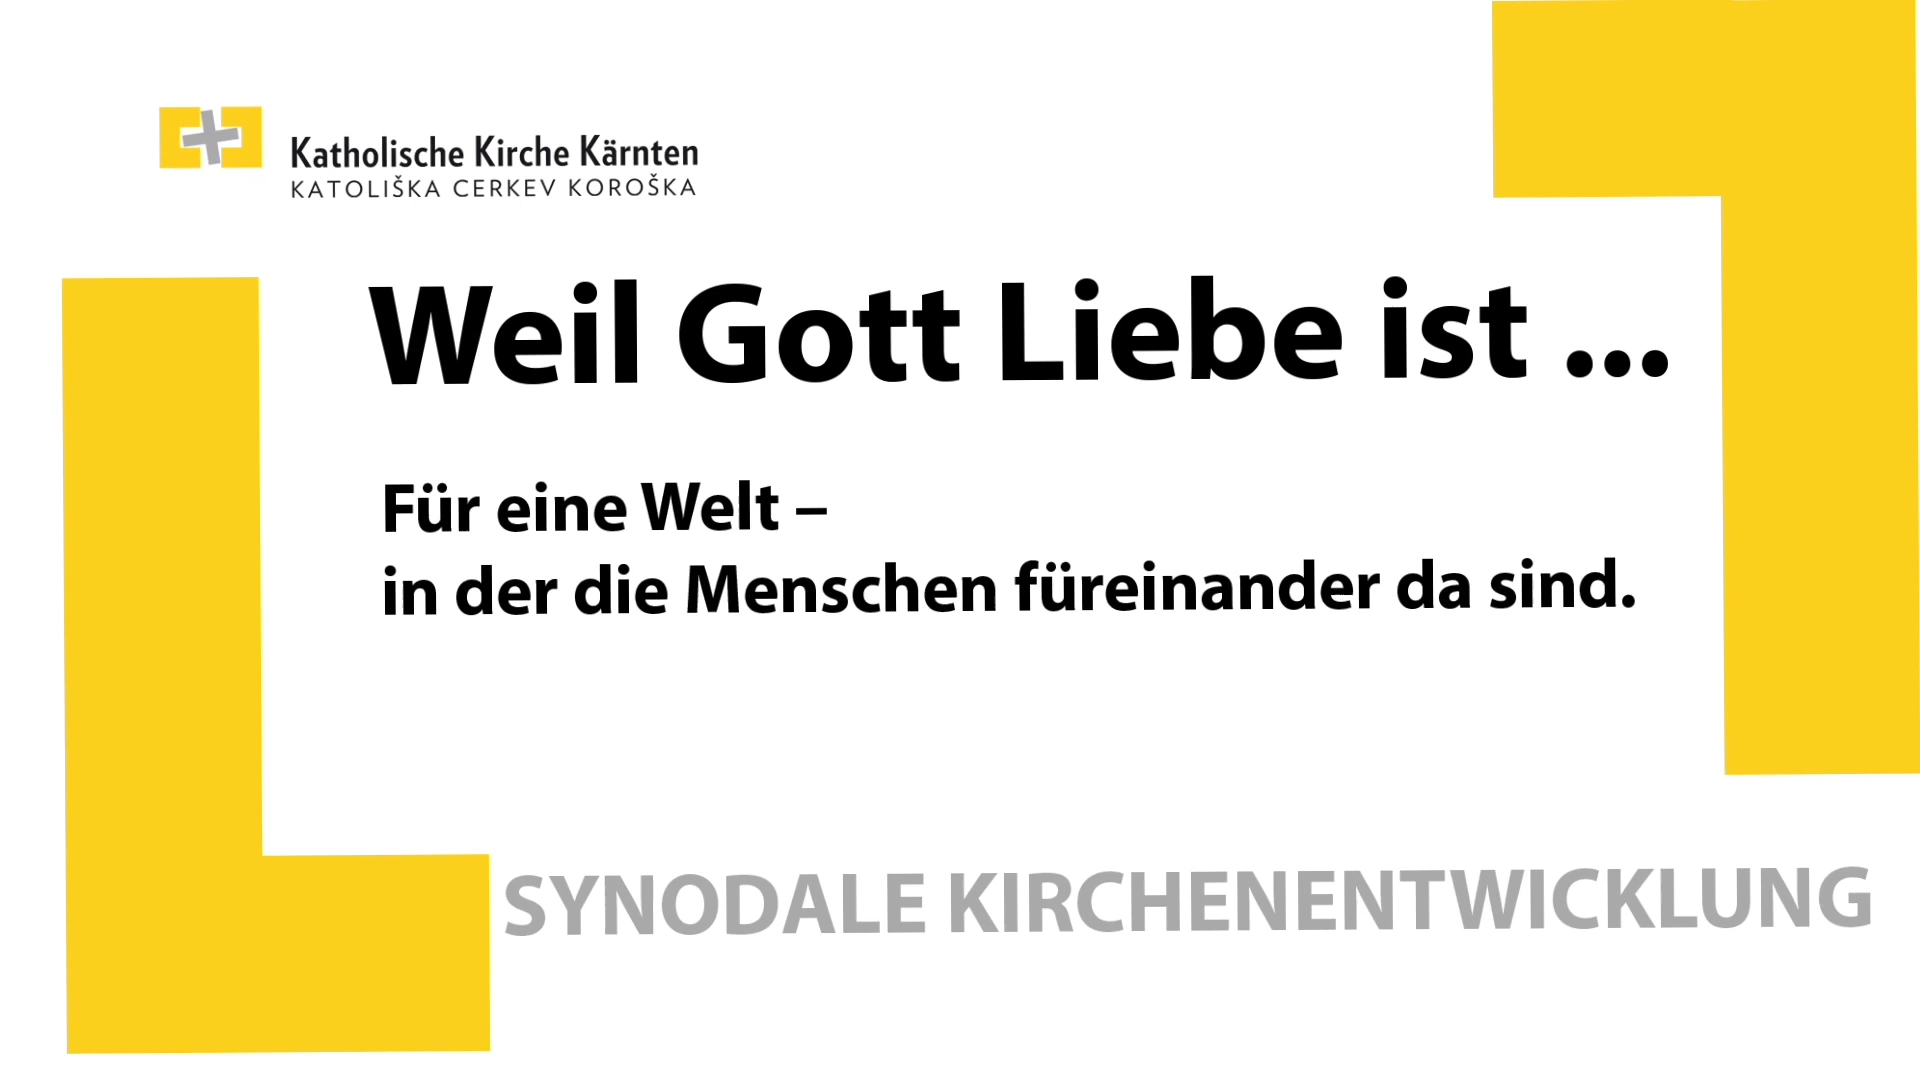 Katholische Kirche Kärnten
KATOLIŠKA CERKEV KOROŠKA
Weil Gott Liebe ist ...
Für eine Welt –
in der die Menschen füreinander da sind.
SYNODALE KIRCHENENTWICKLUNG